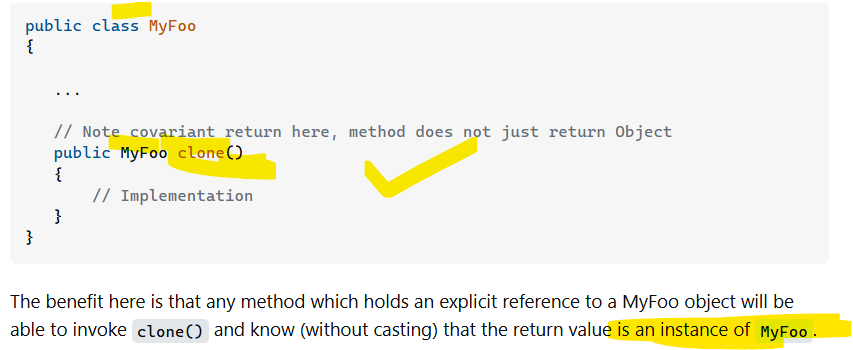 public class MyFoo
{
...
// Note covariant return here, method does not just return Object
public MyFoo clone()
{
// Implementation
}
}
The benefit here is that any method which holds an explicit reference to a MyFoo object will be
able to invoke clone() and know (without casting) that the return value is an instance of MyFoo.